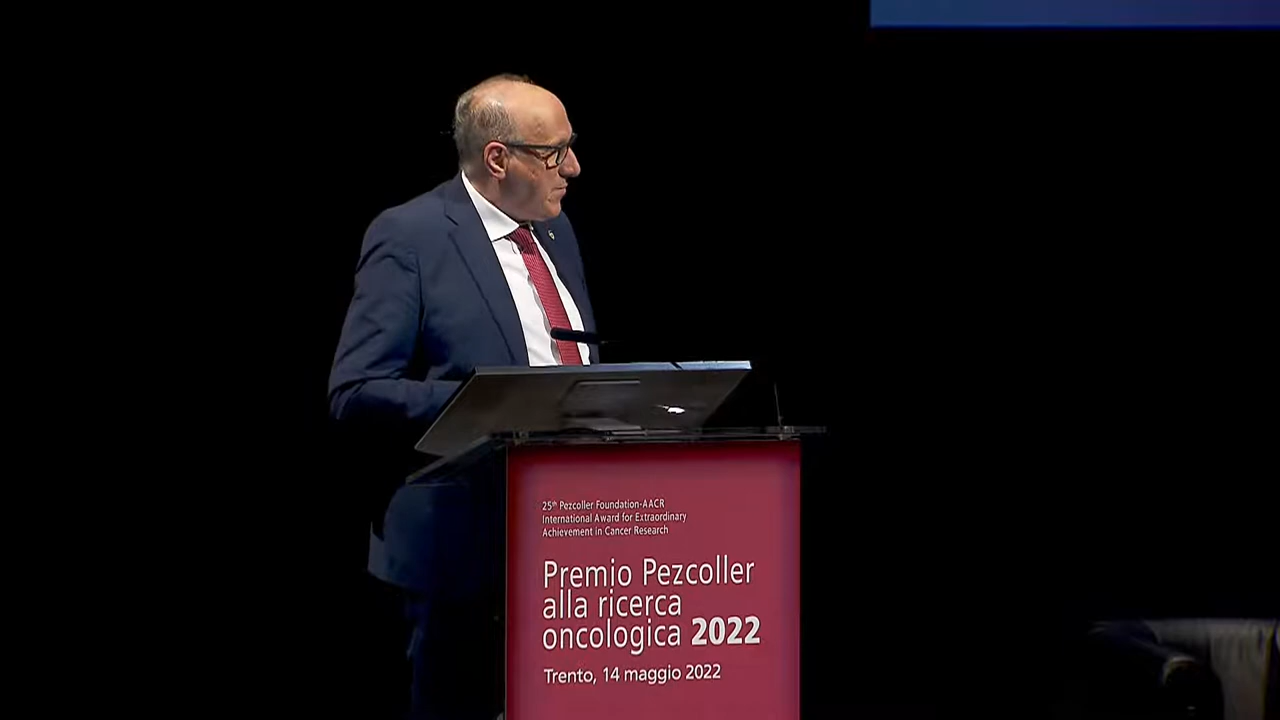 25th Pezcoller Foundation-AACR
International Award for Extraordinary
Achievement in Cancer Research
Premio Pezcoller
alla ricerca
oncologica 2022
Trento, 14 maggio 2022